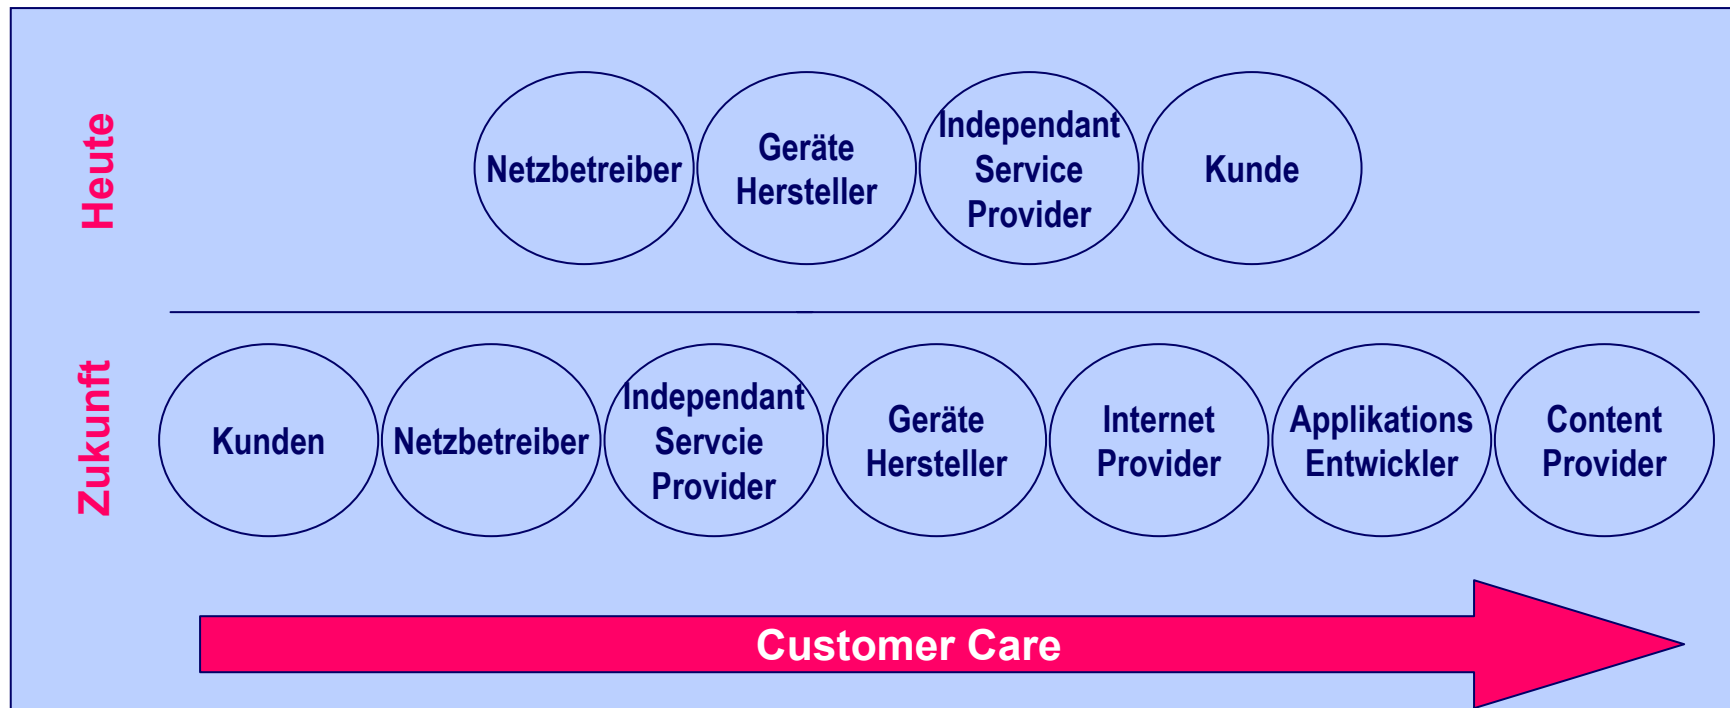 Heute
Netzbetreiber
Geräte
Hersteller
Independant
Service
Provider
Kunde
Zukunft
Kunden
Netzbetreiber
Independant
Servcie
Provider
Geräte
Hersteller
Internet
Provider
Applikations
Entwickler
Content
Provider
Customer Care